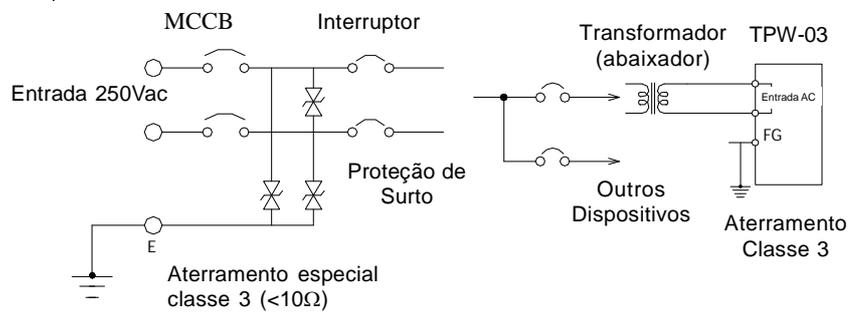 MCCB
Interruptor
Entrada 250Vac
Proteção de
Surto
E
Aterramento especial
classe 3 (<10Ω)
Transformador
(abaixador)
TPW-03
Entrada AC
FG
Outros
Dispositivos
Aterramento
Classe 3